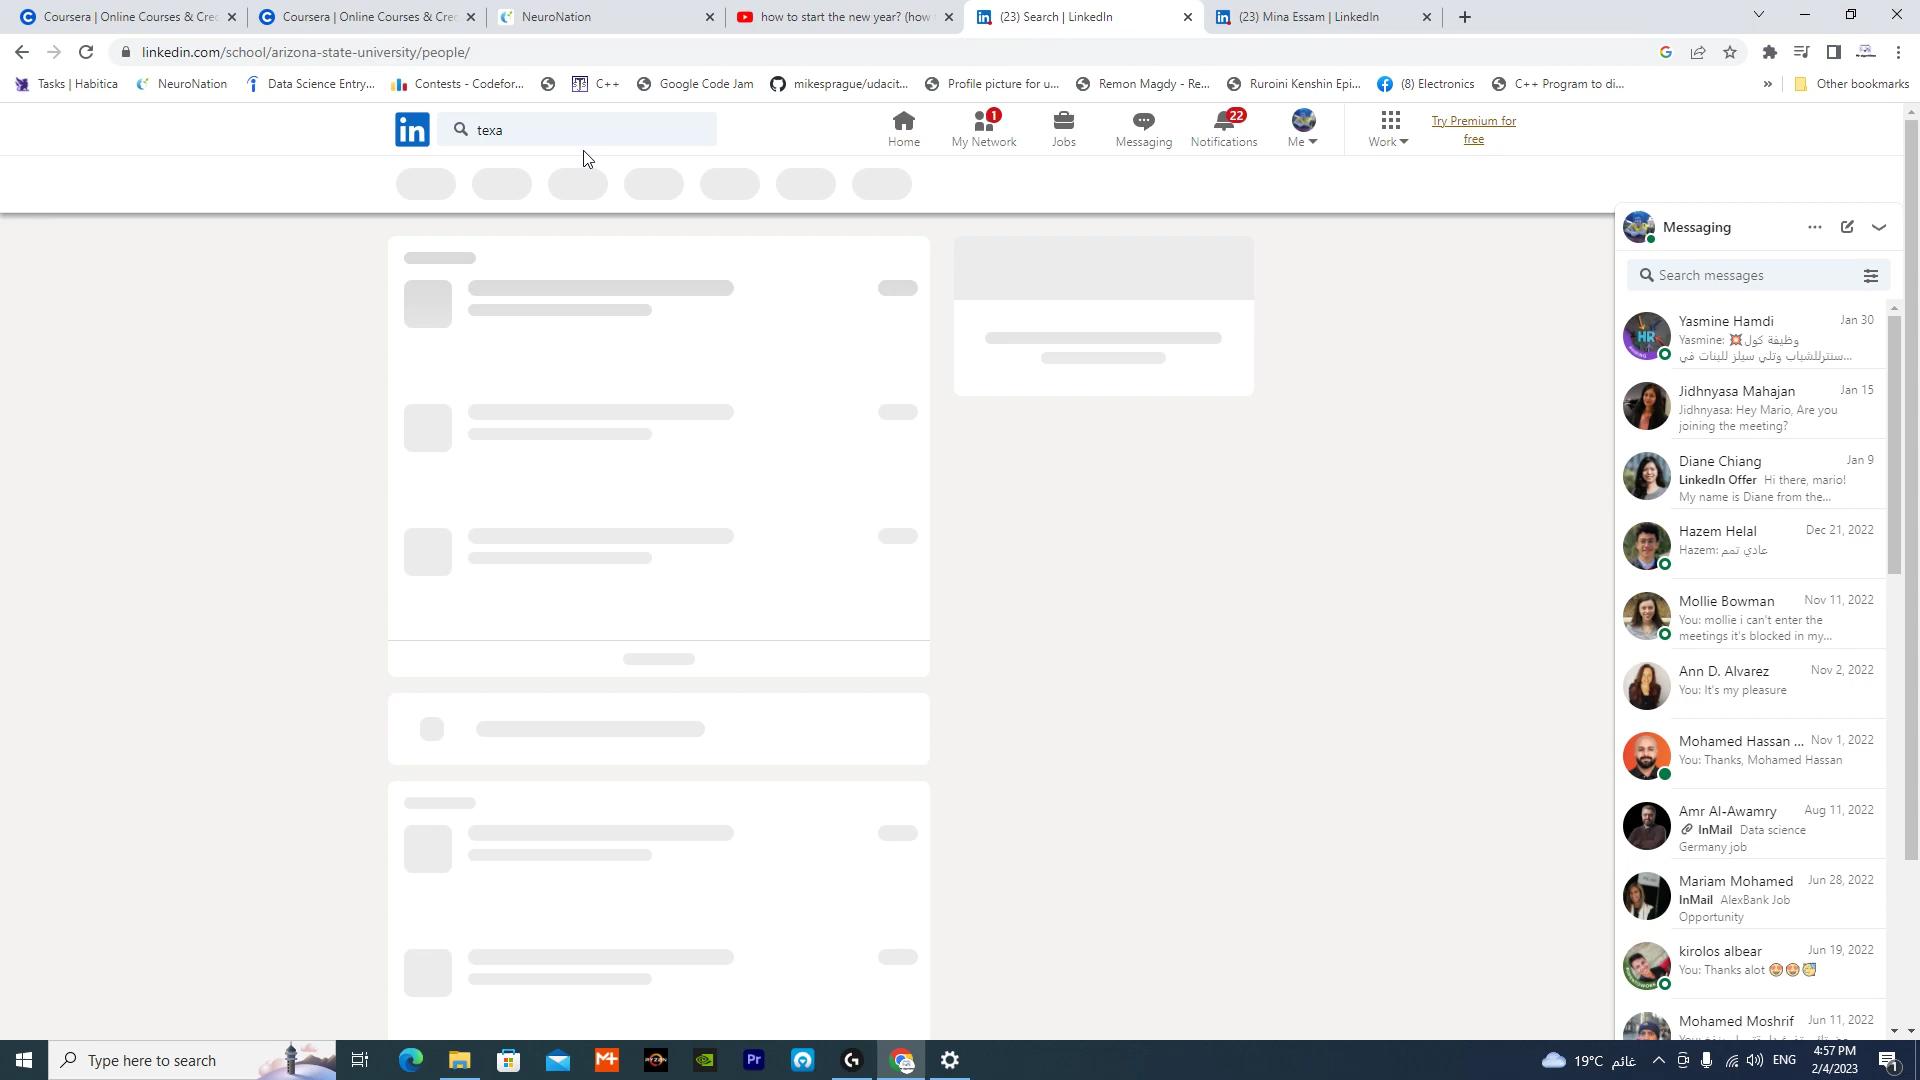 Coursera | Online Courses & Cre
Coursera | Online Courses & Cre
NeuroNation
how to start the new year? (how
(23) Search | LinkedIn
(23) Mina Essam | LinkedIn
linkedin.com/school/arizona-state-university/people/
Tasks | Habitica
NeuroNation
Data Science Entry...
Contests - Codefor...
C++
Google Code Jam
mikesprague/udacit...
Profile picture for u...
Remon Magdy - Re...
Ruroini Kenshin Epi...
(8) Electronics
C++ Program to di...
»
Other bookmarks
in
texa
Home
1
My Network
Jobs
Messaging
22
Notifications
Me
Work
Try Premium for
free
Messaging
Search messages
Yasmine Hamdi
Jan 30
Yasmine: 💥وظيفة كول
سنترللشباب وتلي سيلز للبنات في...
Jidhnyasa Mahajan
Jan 15
Jidhnyasa: Hey Mario, Are you
joining the meeting?
Diane Chiang
Jan 9
LinkedIn Offer Hi there, mario!
My name is Diane from the...
Hazem Helal
Dec 21, 2022
Hazem: عادي تمم
Mollie Bowman
Nov 11, 2022
You: mollie i can't enter the
meetings it's blocked in my...
Ann D. Alvarez
Nov 2, 2022
You: It's my pleasure
Mohamed Hassan ...
Nov 1, 2022
You: Thanks, Mohamed Hassan
Amr Al-Awamry
Aug 11, 2022
InMail Data science
Germany job
Mariam Mohamed
Jun 28, 2022
InMail AlexBank Job
Opportunity
kirolos albear
Jun 19, 2022
You: Thanks alot 😍😍🥳
Mohamed Moshrif
Jun 11, 2022
Type here to search
M+
RYZEN
Pr
19°C غائم
ENG
4:57 PM
2/4/2023
1